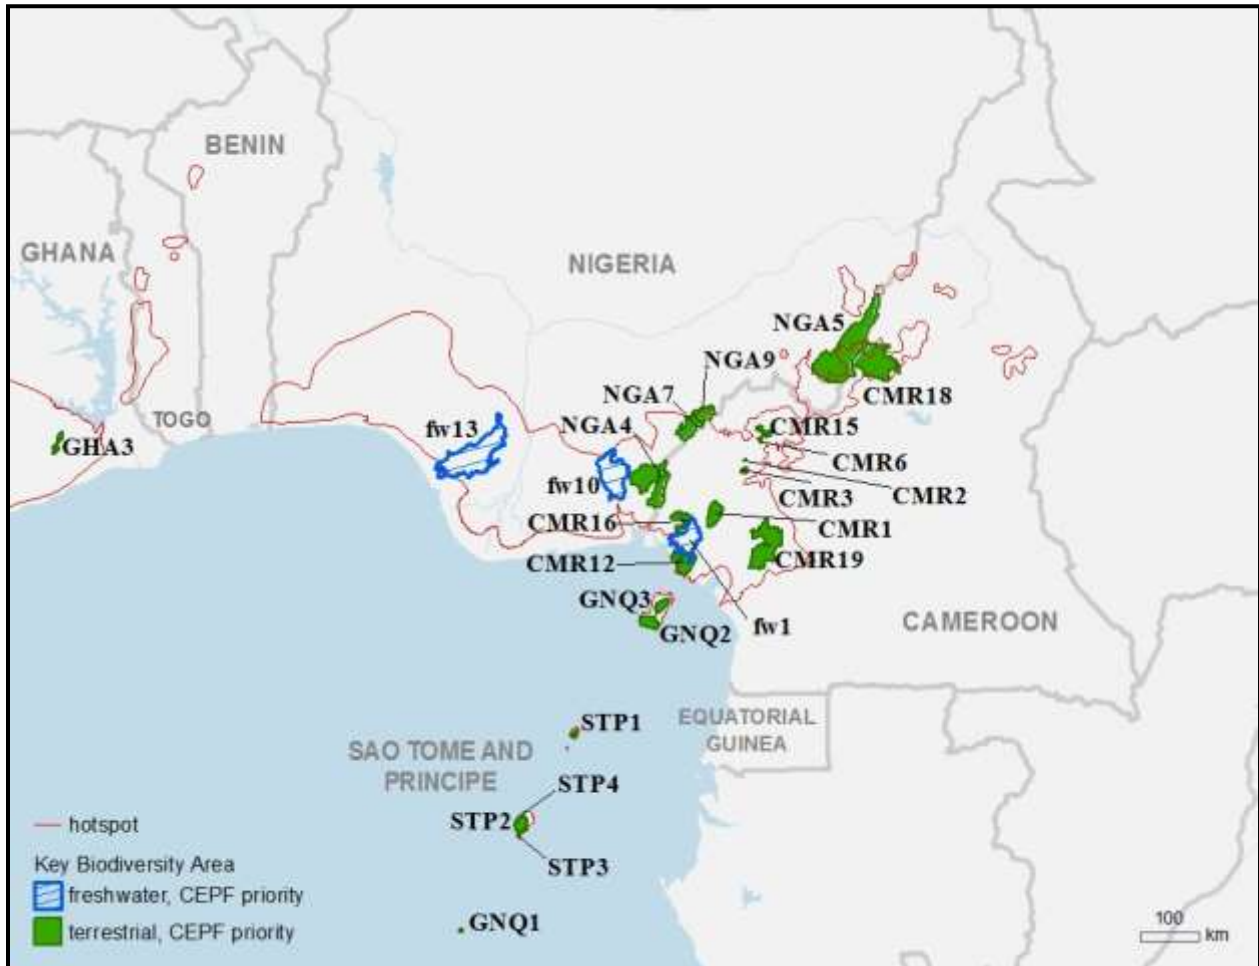 BENIN
GHANA
NIGERIA
NGA5
NGA9
NGA7
CMR18
TOGO
NGA4
fw13
CMR15
GHA3
CMR6
fw10
CMR3
CMR2
CMR16
CMR1
CMR12
CMR19
GNQ3
fw1
CAMEROON
GNQ2
STP1
EQUATORIAL
GUINEA
SAO TOME AND
PRINCIPE
STP4
STP2
STP3
hotspot
Key Biodiversity Area
freshwater, CEPF priority
terrestrial, CEPF priority
GNQ1
100
km